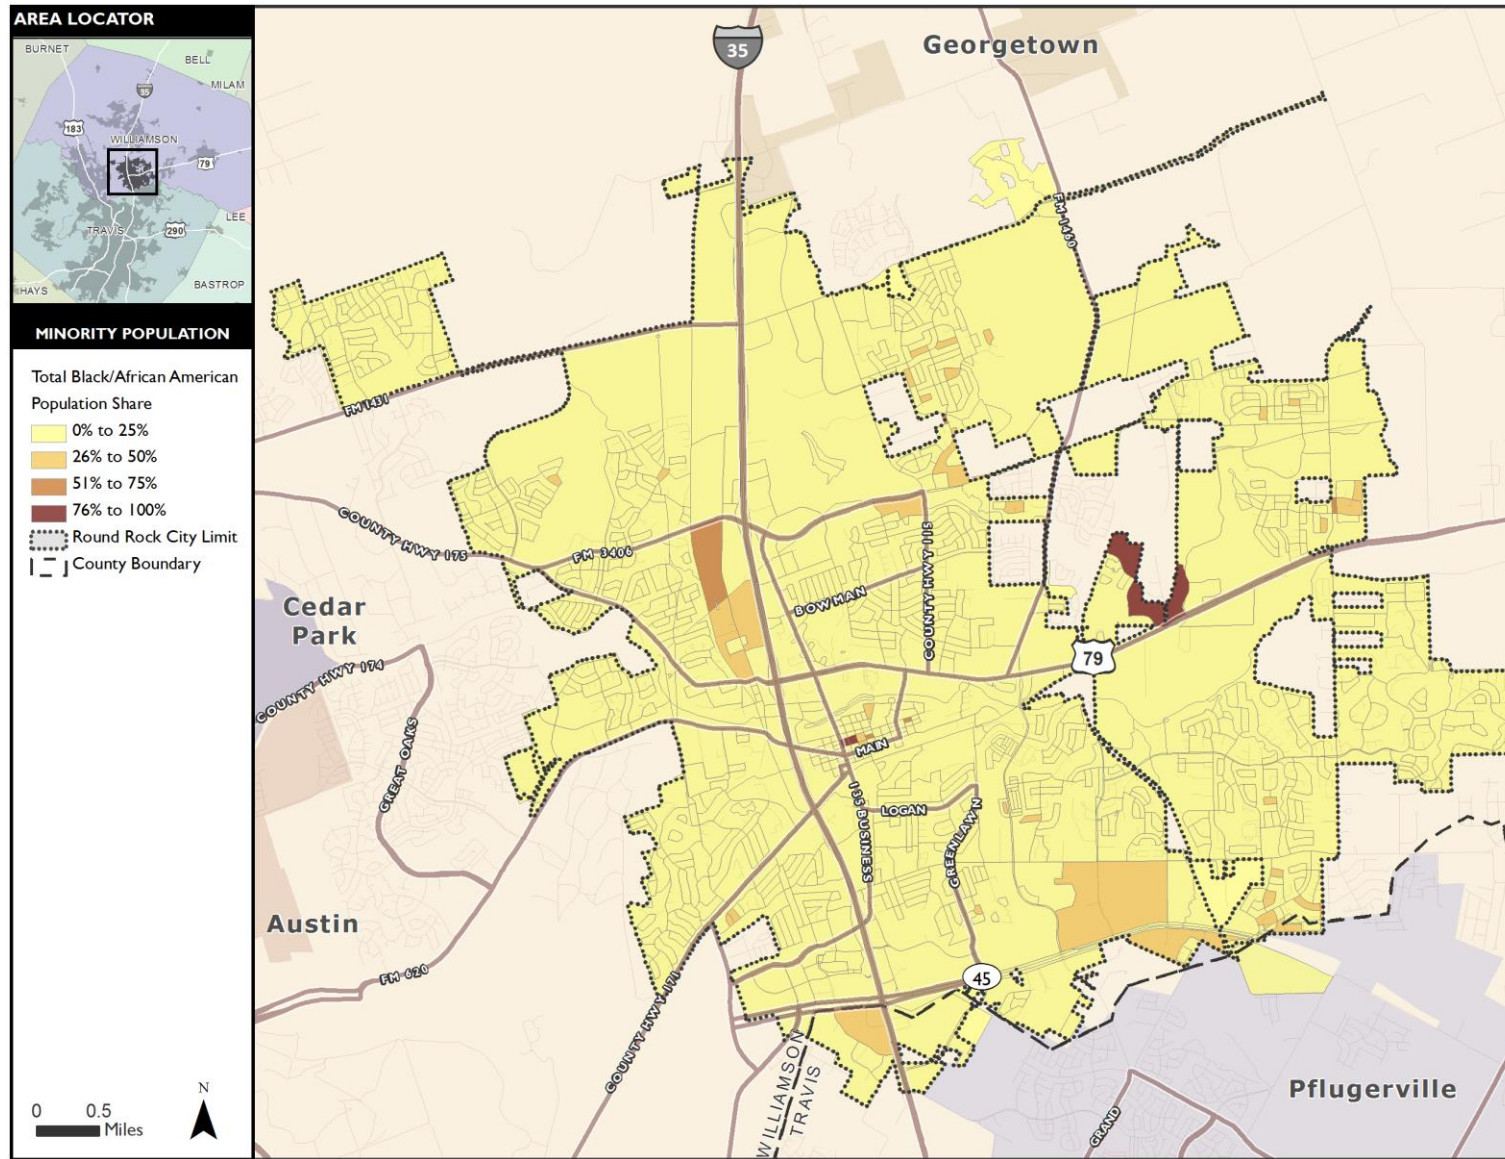 AREA LOCATOR
BURNET
BELL
MILAM
35
183
WILLIAMSON
79
LEE
TRAVIS
290
HAYS
BASTROP
MINORITY POPULATION
Total Black/African American
Population Share
0% to 25%
26% to 50%
51% to 75%
76% to 100%
Round Rock City Limit
County Boundary
0 0.5
Miles
N
35
Georgetown
FM 1460
FM 1431
COUNTY HWY 175
FM 3406
COUNTY HWY 115
BOWMAN
Cedar
Park
79
COUNTY HWY 174
GREAT OAKS
MAIN
I35 BUSINESS
LOGAN
GREENLAWN
Austin
FM 620
45
COUNTY HWY 171
WILLIAMSON
TRAVIS
Pflugerville
GRAND